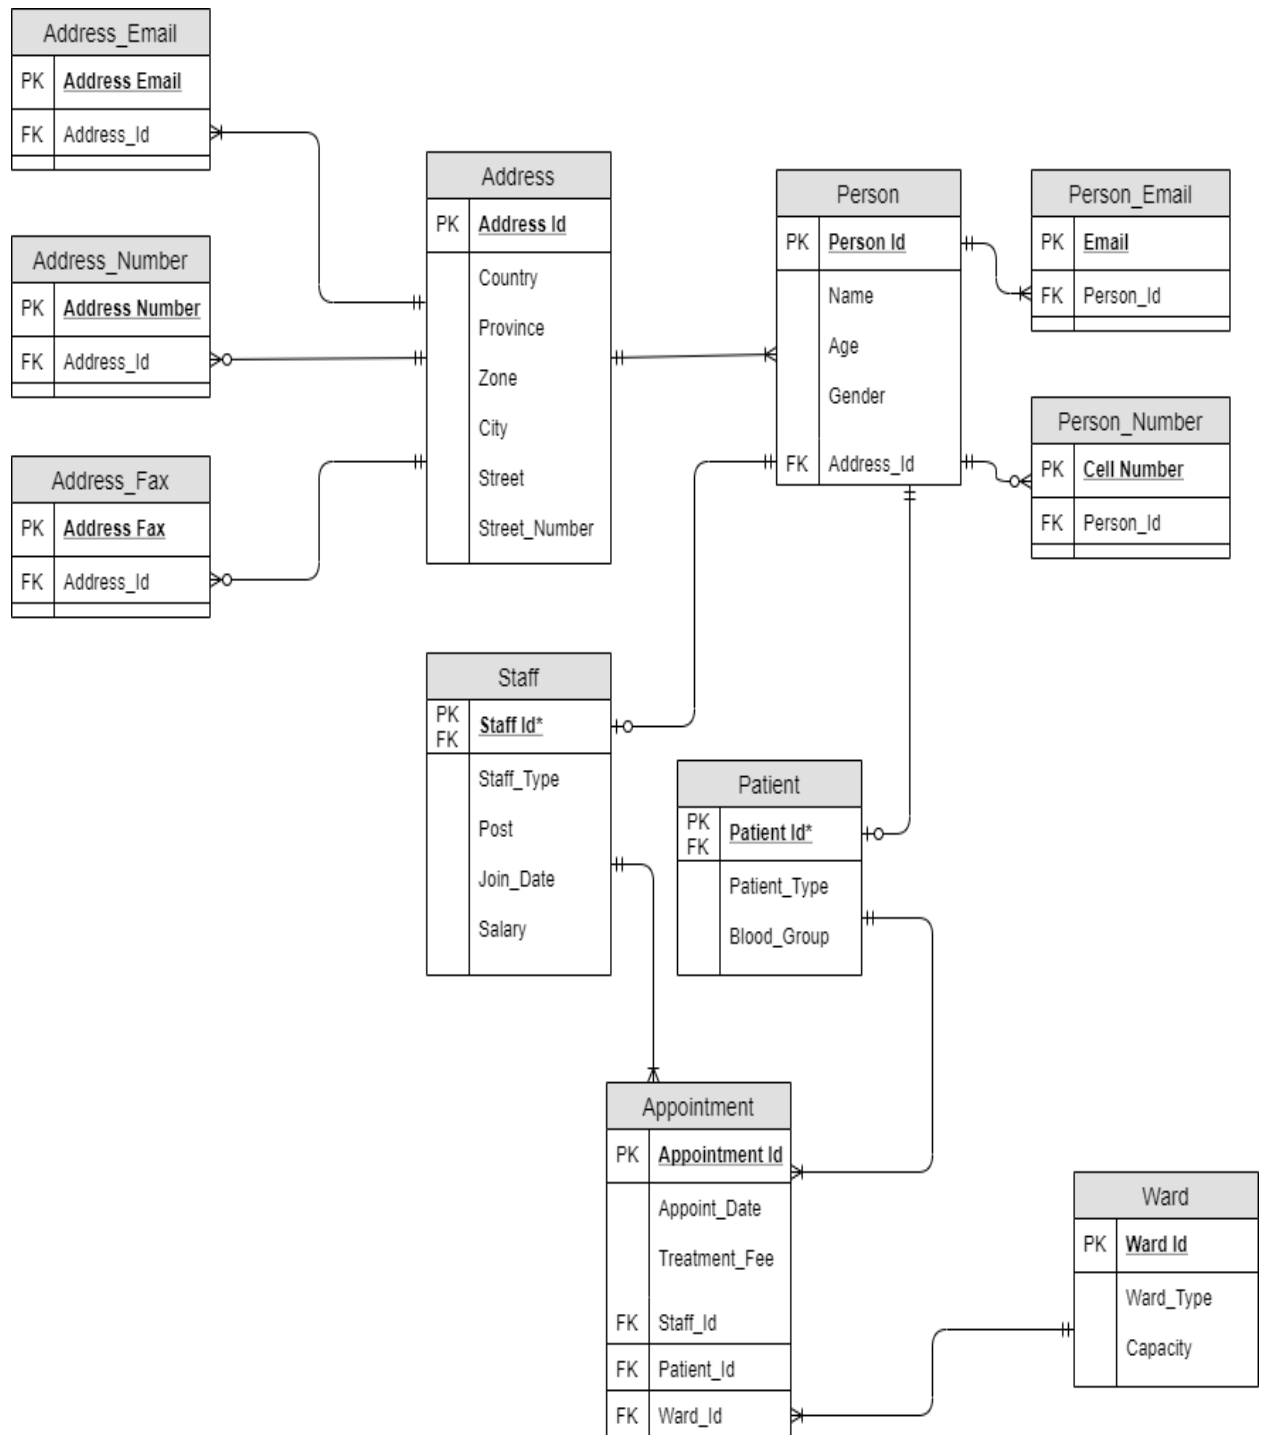 Address_Email
PK Address Email
FK Address_Id
Address_Number
PK Address Number
FK Address_Id
Address_Fax
PK Address Fax
FK Address_Id
Address
PK Address Id
Country
Province
Zone
City
Street
Street_Number
Person
PK Person Id
Name
Age
Gender
FK Address_Id
Person_Email
PK Email
FK Person_Id
Person_Number
PK Cell Number
FK Person_Id
Staff
PK
FK Staff Id*
Staff_Type
Post
Join_Date
Salary
Patient
PK
FK Patient Id*
Patient_Type
Blood_Group
Appointment
PK Appointment Id
Appoint_Date
Treatment_Fee
FK Staff_Id
FK Patient_Id
FK Ward_Id
Ward
PK Ward Id
Ward_Type
Capacity